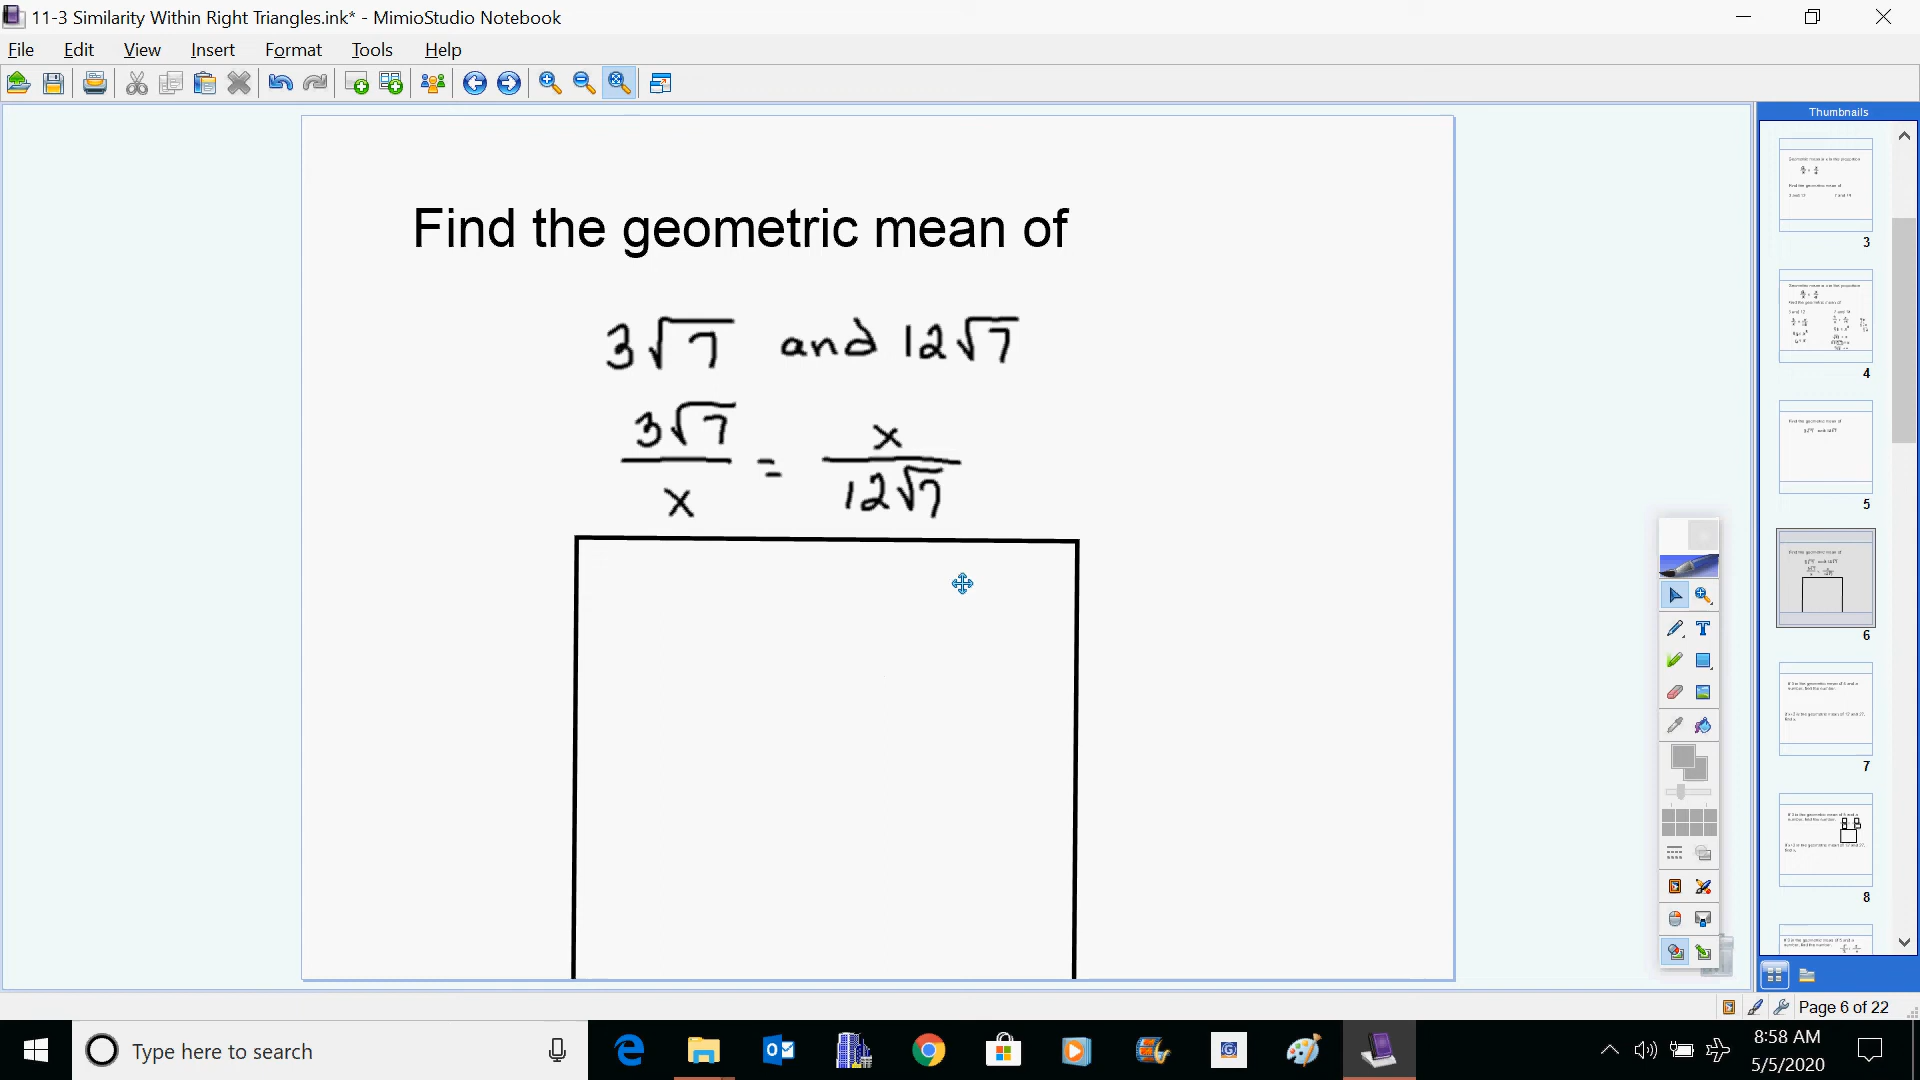 11-3 Similarity Within Right Triangles.ink* - MimioStudio Notebook
File Edit View Insert Format Tools Help
Thumbnails
Find the geometric mean of
3√7 and 12√7
3√7/x = x/12√7
3
4
5
6
7
8
Page 6 of 22
Type here to search
8:58 AM
5/5/2020